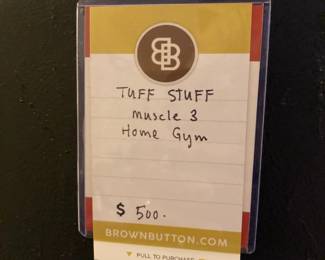 TUFF STUFF
muscle 3
Home Gym
$ 500.
BROWNBUTTON.COM
▼ PULL TO PURCHASE